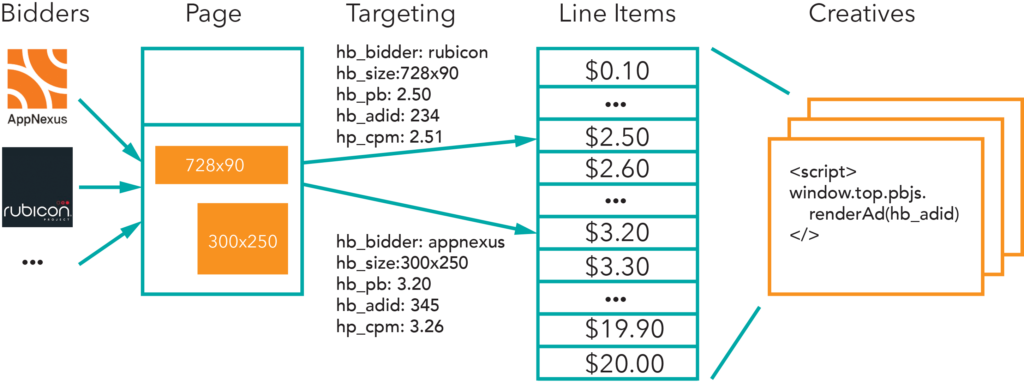 Bidders
Page
Targeting
Line Items
Creatives
AppNexus
rubicon
PROJECT
...
728x90
300x250
hb_bidder: rubicon
hb_size:728x90
hb_pb: 2.50
hb_adid: 234
hp_cpm: 2.51
hb_bidder: appnexus
hb_size:300x250
hb_pb: 3.20
hb_adid: 345
hp_cpm: 3.26
$0.10
...
$2.50
$2.60
...
$3.20
$3.30
...
$19.90
$20.00
<script>
window.top.pbjs.
renderAd(hb_adid)
</>